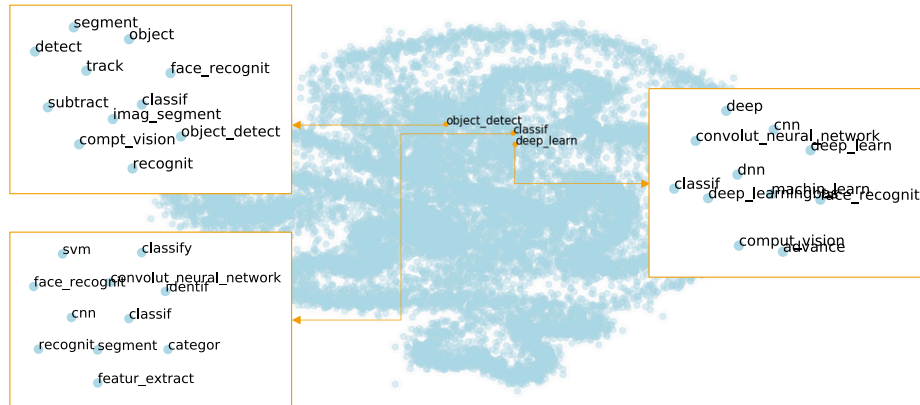 segment
object
detect
track
face_recognit
subtract
classif
imag_segment
object_detect
compt_vision
recognit
object_detect
classif
deep_learn
deep
cnn
convolut_neural_network
deep_learn
dnn
classif
machin_learn
deep_learningbas
face_recognit
comput_vision
advance
svm
classify
convolut_neural_network
face_recognit
identif
cnn
classif
recognit
segment
categor
featur_extract